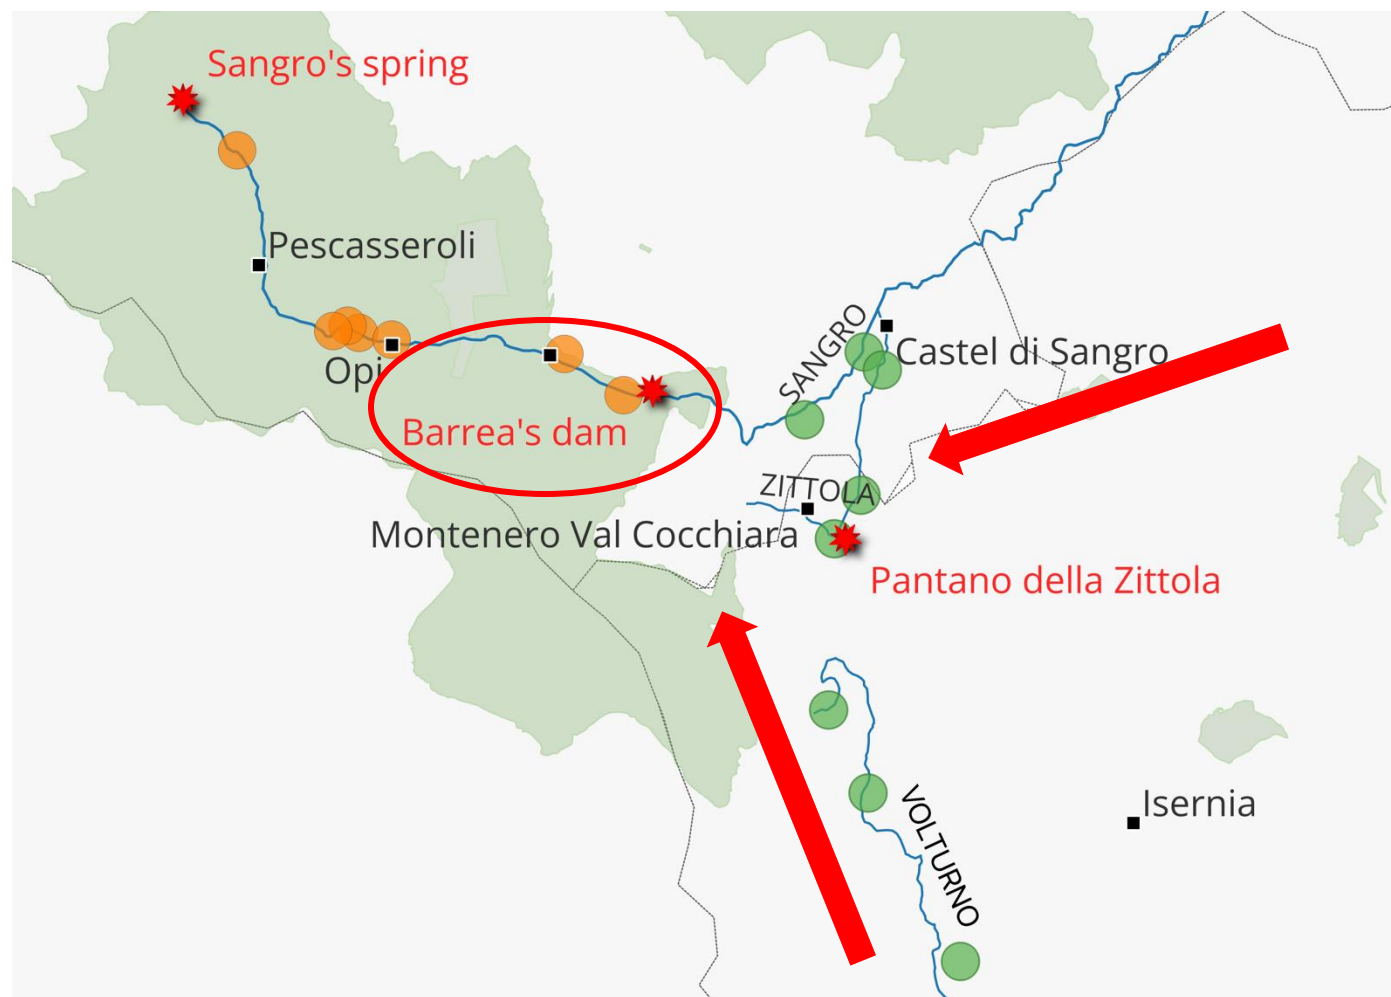 Sangro's spring
Pescasseroli
Opi
SANGRO
Castel di Sangro
Barrea's dam
ZITTOLA
Montenero Val Cocchiara
Pantano della Zittola
Isernia
VOLTURNO